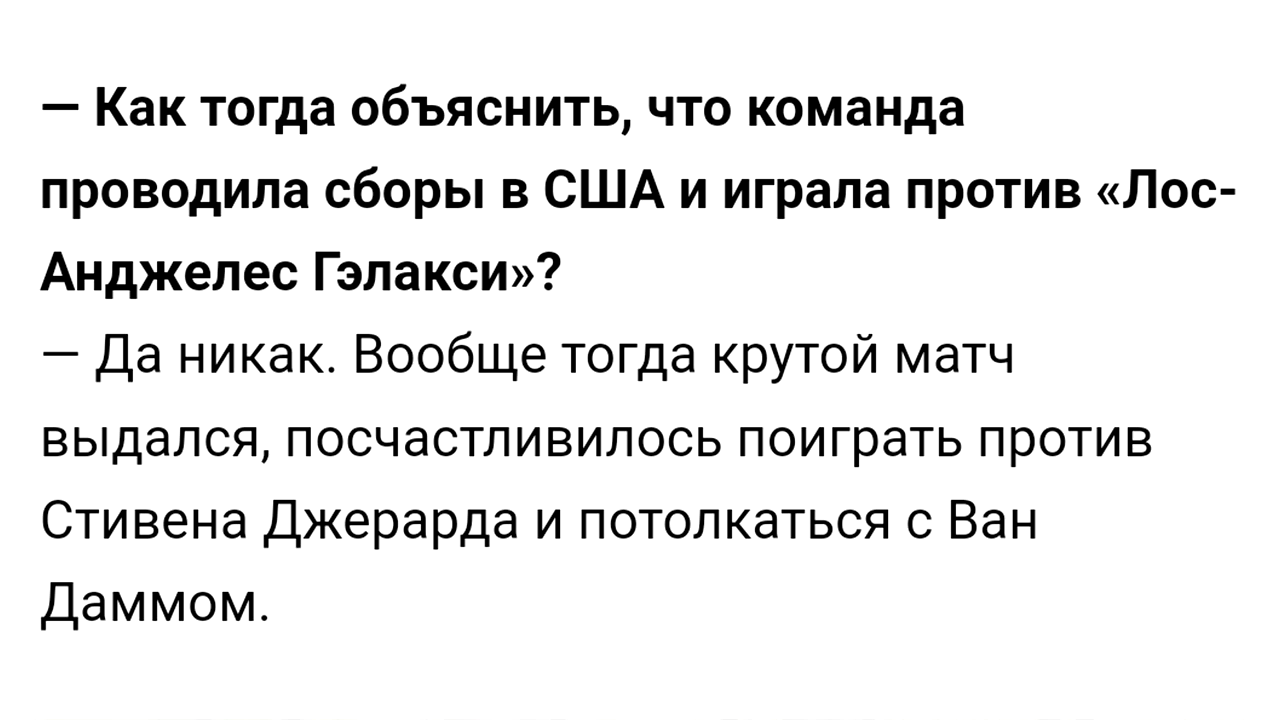 — Как тогда объяснить, что команда
проводила сборы в США и играла против «Лос-
Анджелес Гэлакси»?
— Да никак. Вообще тогда крутой матч
выдался, посчастливилось поиграть против
Стивена Джерарда и потолкаться с Ван
Даммом.